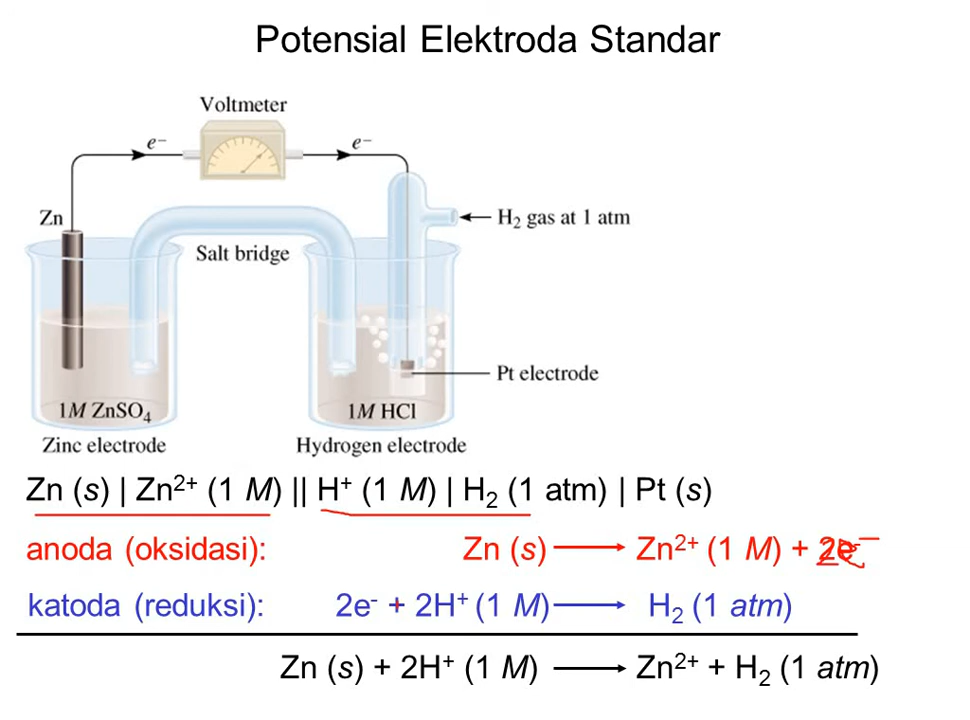 Potensial Elektroda Standar
Voltmeter
e⁻ e⁻
Zn
H₂ gas at 1 atm
Salt bridge
Pt electrode
1M ZnSO₄ 1M HCl
Zinc electrode Hydrogen electrode
Zn (s) | Zn²⁺ (1 M) || H⁺ (1 M) | H₂ (1 atm) | Pt (s)
anoda (oksidasi): Zn (s) ⟶ Zn²⁺ (1 M) + 2e⁻
katoda (reduksi): 2e⁻ + 2H⁺ (1 M) ⟶ H₂ (1 atm)
Zn (s) + 2H⁺ (1 M) ⟶ Zn²⁺ + H₂ (1 atm)